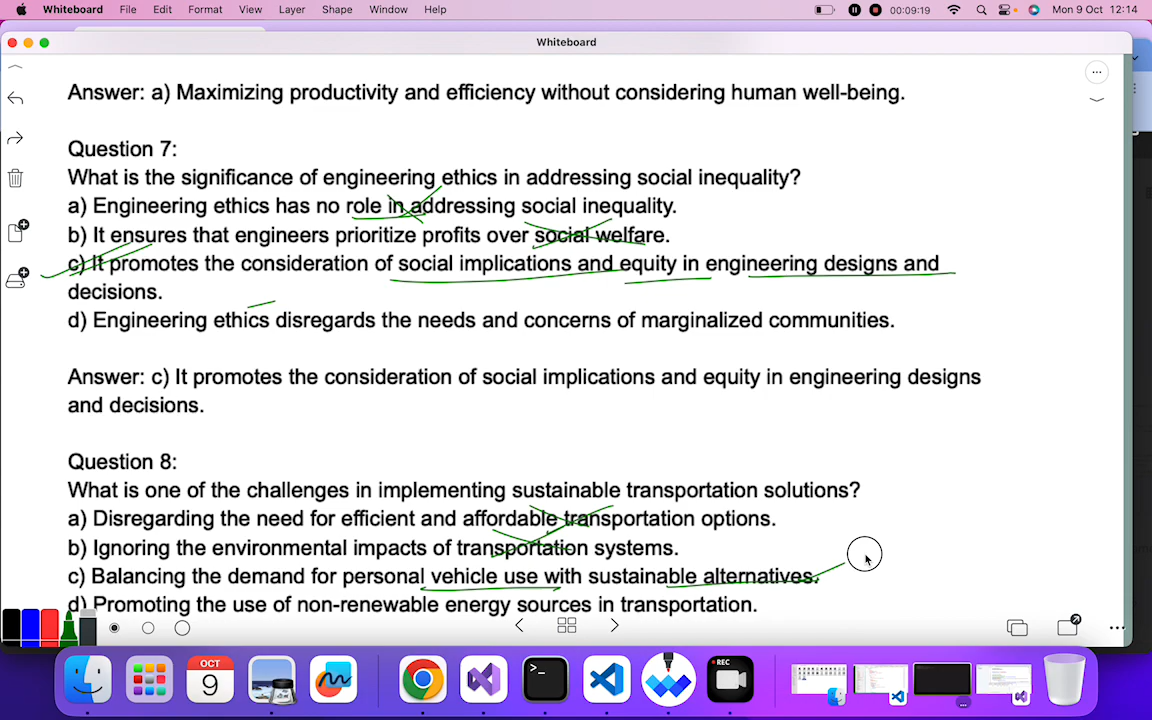 Whiteboard File Edit Format View Layer Shape Window Help 00:09:19 Mon 9 Oct 12:14
Whiteboard
Answer: a) Maximizing productivity and efficiency without considering human well-being.
Question 7:
What is the significance of engineering ethics in addressing social inequality?
a) Engineering ethics has no role in addressing social inequality.
b) It ensures that engineers prioritize profits over social welfare.
c) It promotes the consideration of social implications and equity in engineering designs and
decisions.
d) Engineering ethics disregards the needs and concerns of marginalized communities.
Answer: c) It promotes the consideration of social implications and equity in engineering designs
and decisions.
Question 8:
What is one of the challenges in implementing sustainable transportation solutions?
a) Disregarding the need for efficient and affordable transportation options.
b) Ignoring the environmental impacts of transportation systems.
c) Balancing the demand for personal vehicle use with sustainable alternatives.
d) Promoting the use of non-renewable energy sources in transportation.
OCT
9
REC